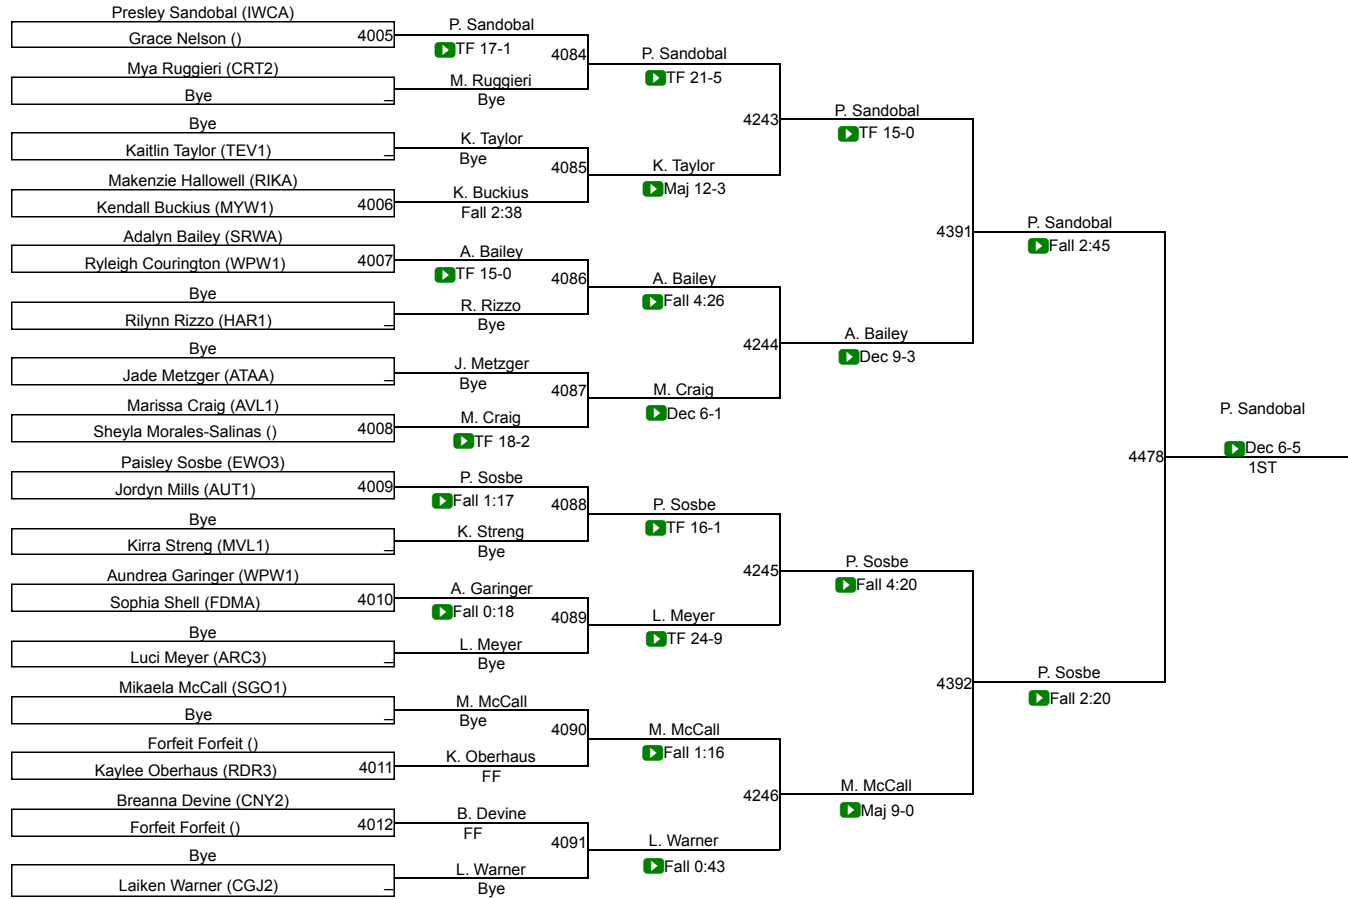 Presley Sandobal (IWCA)
Grace Nelson ()
4005
Mya Ruggieri (CRT2)
Bye
_
Bye
Kaitlin Taylor (TEV1)
_
Makenzie Hallowell (RIKA)
Kendall Buckius (MYW1)
4006
Adalyn Bailey (SRWA)
Ryleigh Courington (WPW1)
4007
Bye
Rilynn Rizzo (HAR1)
_
Bye
Jade Metzger (ATAA)
_
Marissa Craig (AVL1)
Sheyla Morales-Salinas ()
4008
Paisley Sosbe (EWO3)
Jordyn Mills (AUT1)
4009
Bye
Kirra Streng (MVL1)
_
Aundrea Garinger (WPW1)
Sophia Shell (FDMA)
4010
Bye
Luci Meyer (ARC3)
_
Mikaela McCall (SGO1)
Bye
_
Forfeit Forfeit ()
Kaylee Oberhaus (RDR3)
4011
Breanna Devine (CNY2)
Forfeit Forfeit ()
4012
Bye
Laiken Warner (CGJ2)
_
P. Sandobal
TF 17-1
4084
M. Ruggieri
Bye
K. Taylor
Bye
4085
K. Buckius
Fall 2:38
A. Bailey
TF 15-0
4086
R. Rizzo
Bye
J. Metzger
Bye
4087
M. Craig
TF 18-2
P. Sosbe
Fall 1:17
4088
K. Streng
Bye
A. Garinger
Fall 0:18
4089
L. Meyer
Bye
M. McCall
Bye
4090
K. Oberhaus
FF
B. Devine
FF
4091
L. Warner
Bye
P. Sandobal
TF 21-5
4243
K. Taylor
Maj 12-3
A. Bailey
Fall 4:26
4244
M. Craig
Dec 6-1
P. Sosbe
TF 16-1
4245
L. Meyer
TF 24-9
M. McCall
Fall 1:16
4246
L. Warner
Fall 0:43
P. Sandobal
TF 15-0
4391
A. Bailey
Dec 9-3
P. Sosbe
Fall 4:20
4392
M. McCall
Maj 9-0
P. Sandobal
Fall 2:45
4478
P. Sosbe
Fall 2:20
P. Sandobal
Dec 6-5
1ST